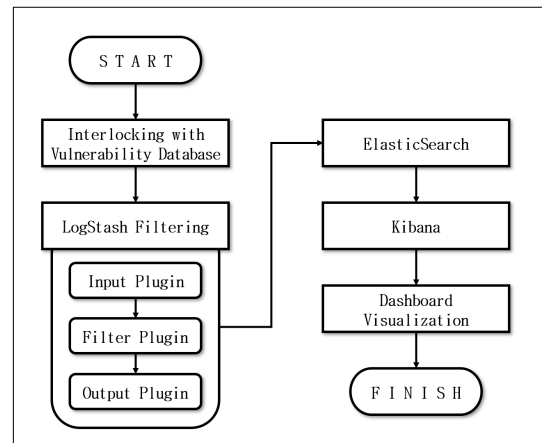 S T A R T
Interlocking with
Vulnerability Database
LogStash Filtering
Input Plugin
Filter Plugin
Output Plugin
ElasticSearch
Kibana
Dashboard
Visualization
F I N I S H